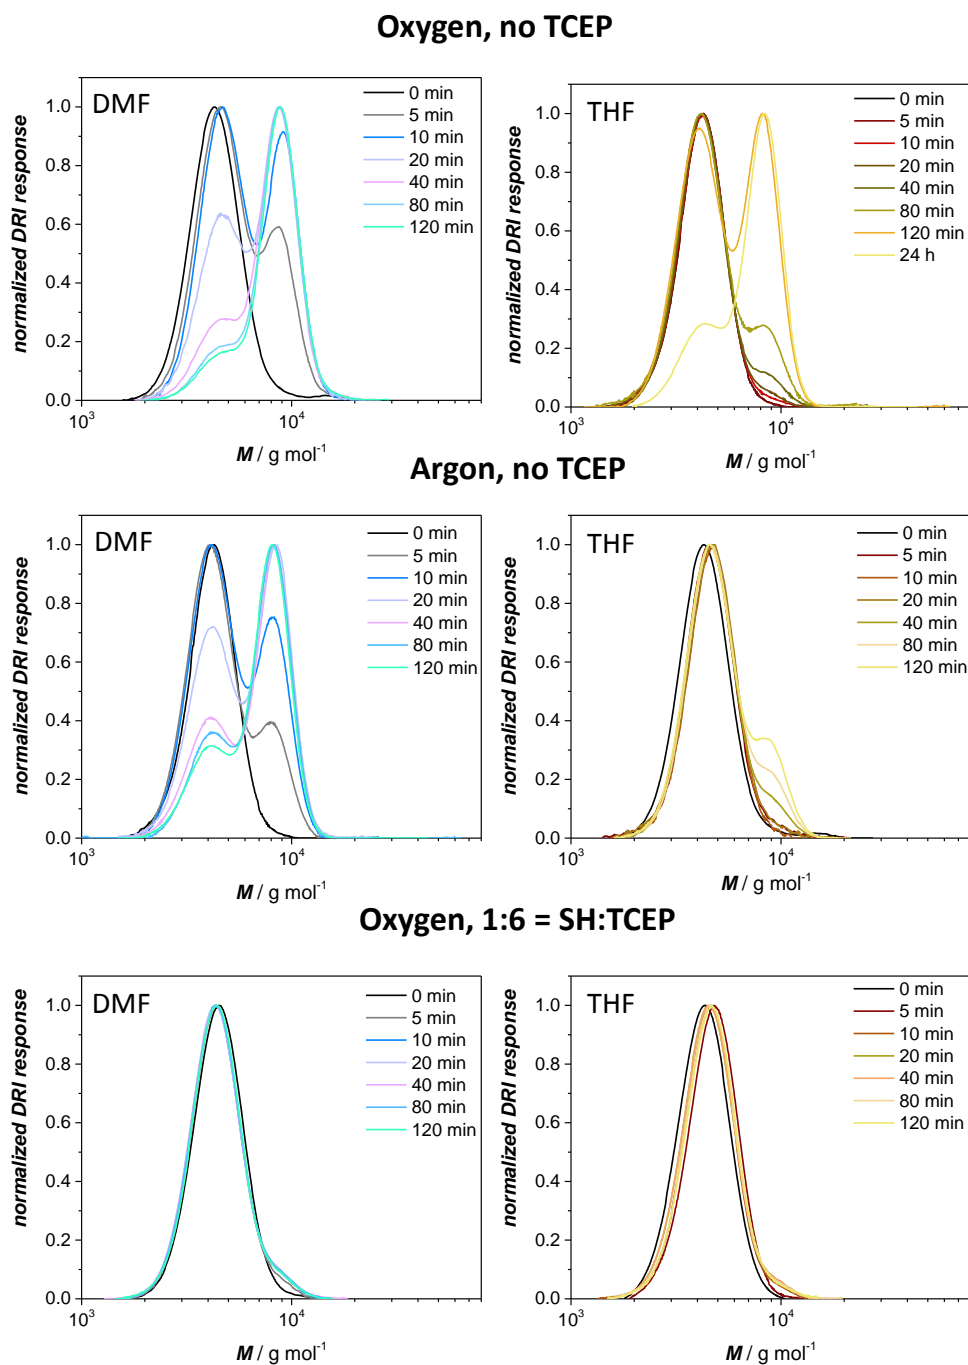 Oxygen, no TCEP
DMF
0 min
5 min
10 min
20 min
40 min
80 min
120 min
1.0
0.8
0.6
0.4
0.2
0.0
10³
10⁴
normalized DRI response
M / g mol⁻¹
THF
0 min
5 min
10 min
20 min
40 min
80 min
120 min
24 h
1.0
0.8
0.6
0.4
0.2
0.0
10³
10⁴
normalized DRI response
M / g mol⁻¹
Argon, no TCEP
DMF
0 min
5 min
10 min
20 min
40 min
80 min
120 min
1.0
0.8
0.6
0.4
0.2
0.0
10³
10⁴
normalized DRI response
M / g mol⁻¹
THF
0 min
5 min
10 min
20 min
40 min
80 min
120 min
1.0
0.8
0.6
0.4
0.2
0.0
10³
10⁴
normalized DRI response
M / g mol⁻¹
Oxygen, 1:6 = SH:TCEP
DMF
0 min
5 min
10 min
20 min
40 min
80 min
120 min
1.0
0.8
0.6
0.4
0.2
0.0
10³
10⁴
normalized DRI response
M / g mol⁻¹
THF
0 min
5 min
10 min
20 min
40 min
80 min
120 min
1.0
0.8
0.6
0.4
0.2
0.0
10³
10⁴
normalized DRI response
M / g mol⁻¹